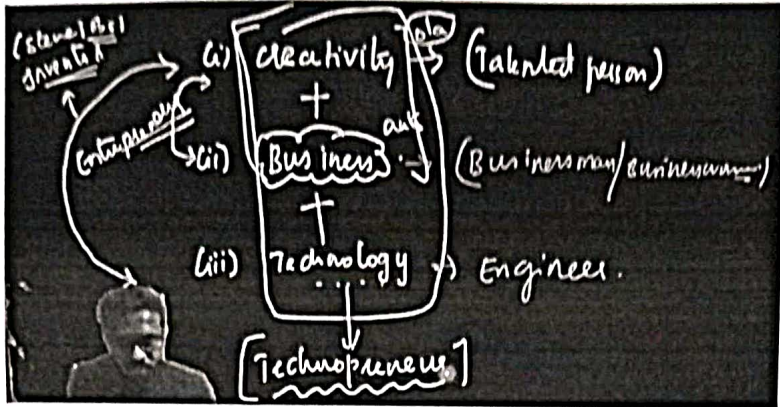 (i) Creativity → (Talented person)
+
Entrepreneur
(ii) Business → (Businessman/Businesswoman)
+
(iii) Technology → Engineer.
[Technopreneur]